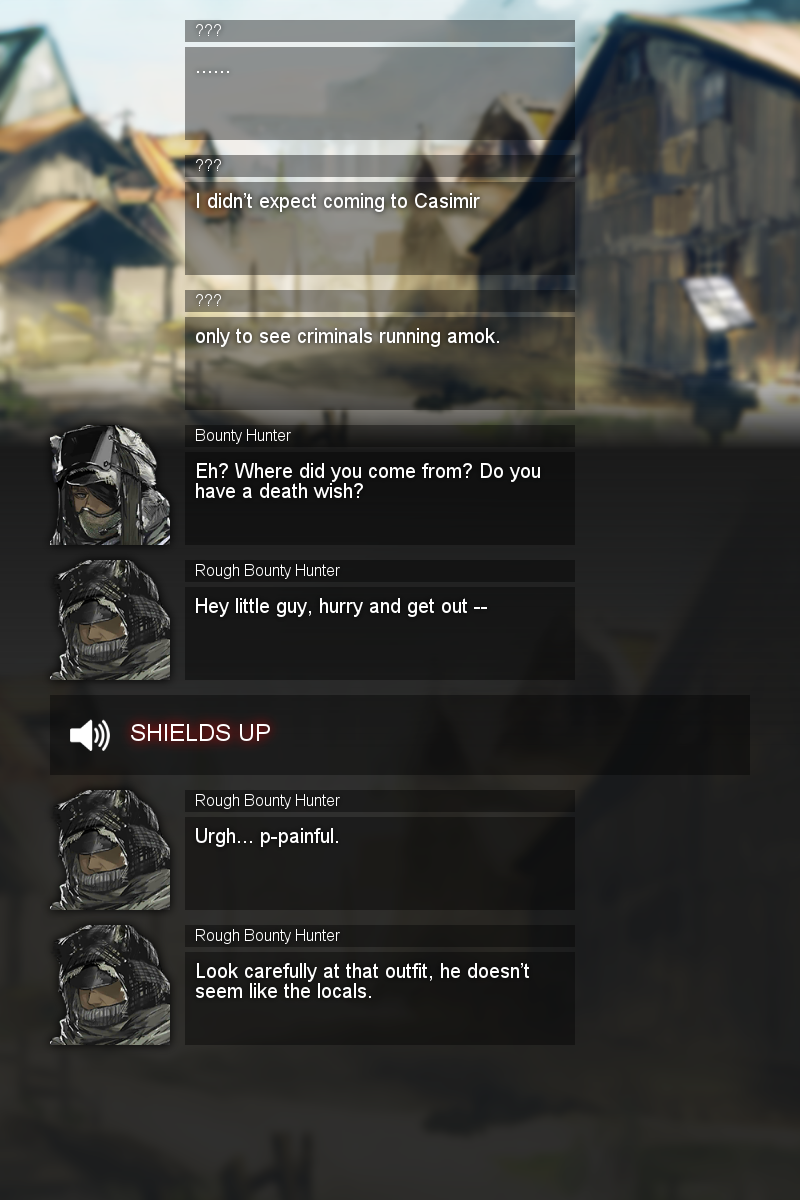 ???
......
???
I didn't expect coming to Casimir
???
only to see criminals running amok.
Bounty Hunter
Eh? Where did you come from? Do you
have a death wish?
Rough Bounty Hunter
Hey little guy, hurry and get out --
SHIELDS UP
Rough Bounty Hunter
Urgh... p-painful.
Rough Bounty Hunter
Look carefully at that outfit, he doesn't
seem like the locals.